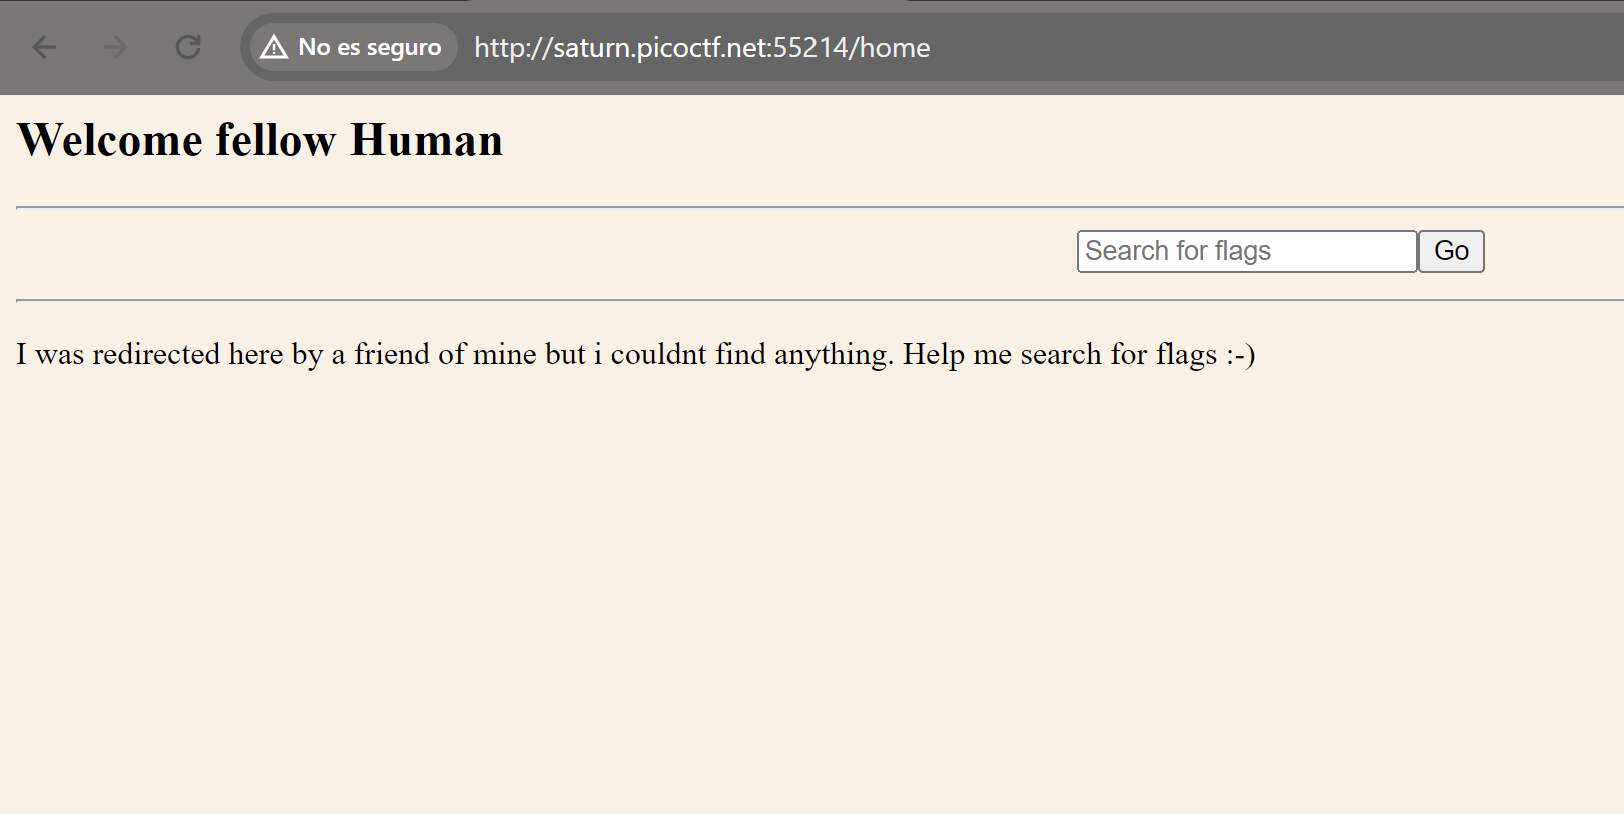 No es seguro http://saturn.picoctf.net:55214/home
Welcome fellow Human
Search for flags Go
I was redirected here by a friend of mine but i couldnt find anything. Help me search for flags :-)